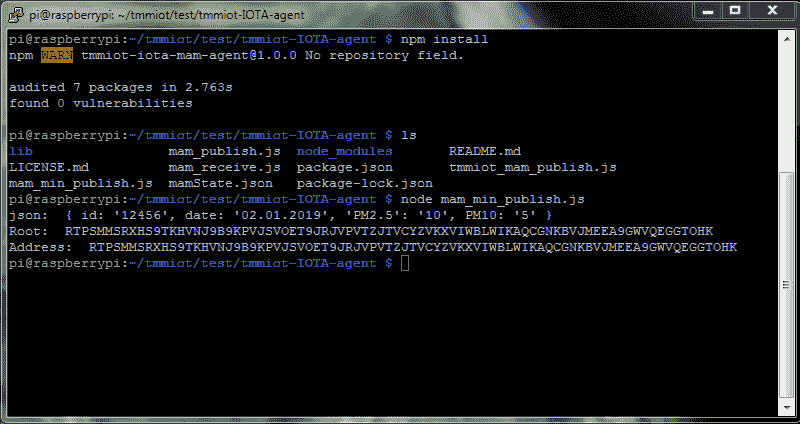 pi@raspberrypi: ~/tmmiot/test/tmmiot-IOTA-agent
pi@raspberrypi:~/tmmiot/test/tmmiot-IOTA-agent $ npm install
npm WARN tmmiot-iota-mam-agent@1.0.0 No repository field.
audited 7 packages in 2.763s
found 0 vulnerabilities
pi@raspberrypi:~/tmmiot/test/tmmiot-IOTA-agent $ ls
lib mam_publish.js node_modules README.md
LICENSE.md mam_receive.js package.json tmmiot_mam_publish.js
mam_min_publish.js mamState.json package-lock.json
pi@raspberrypi:~/tmmiot/test/tmmiot-IOTA-agent $ node mam_min_publish.js
json: { id: '12456', date: '02.01.2019', 'PM2.5': '10', PM10: '5' }
Root: RTPSMMSRXHS9TKHVNJ9B9KPVJSVOET9JRJVPVTZJTVCYZVKXVIWBLWIKAQCGNKBVJMEEA9GWVQEGGTOHK
Address: RTPSMMSRXHS9TKHVNJ9B9KPVJSVOET9JRJVPVTZJTVCYZVKXVIWBLWIKAQCGNKBVJMEEA9GWVQEGGTOHK
pi@raspberrypi:~/tmmiot/test/tmmiot-IOTA-agent $